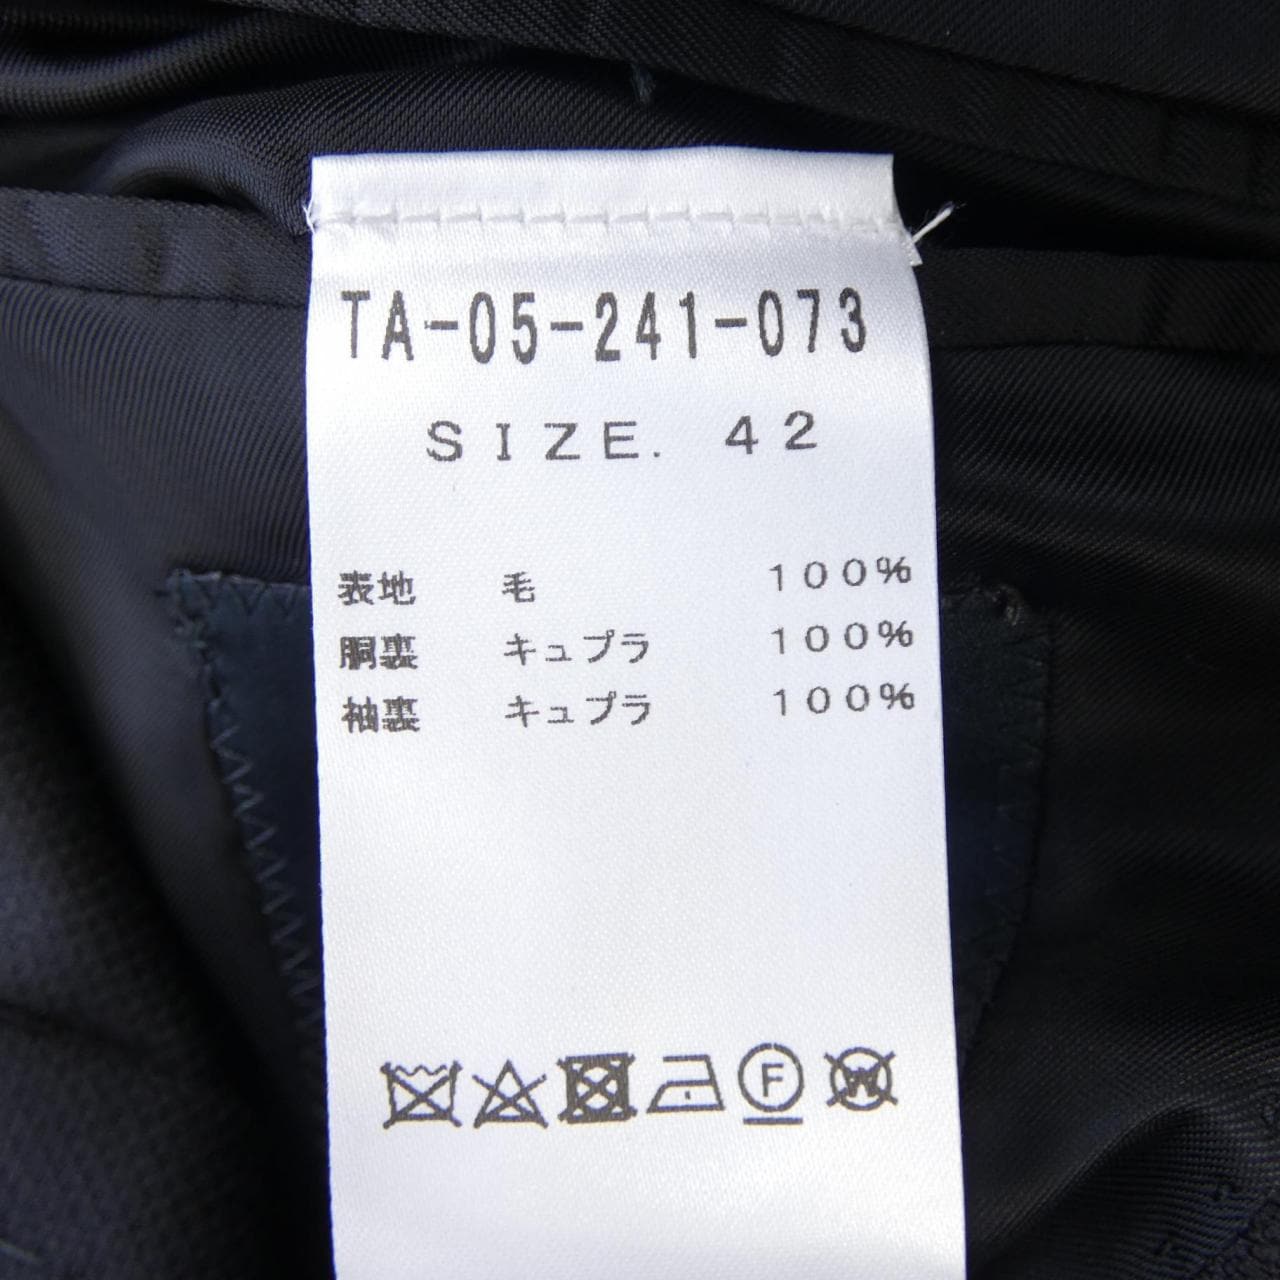 TA-05-241-073
SIZE. 42
表地 毛 100%
胴裏 キュプラ 100%
袖裏 キュプラ 100%
F W